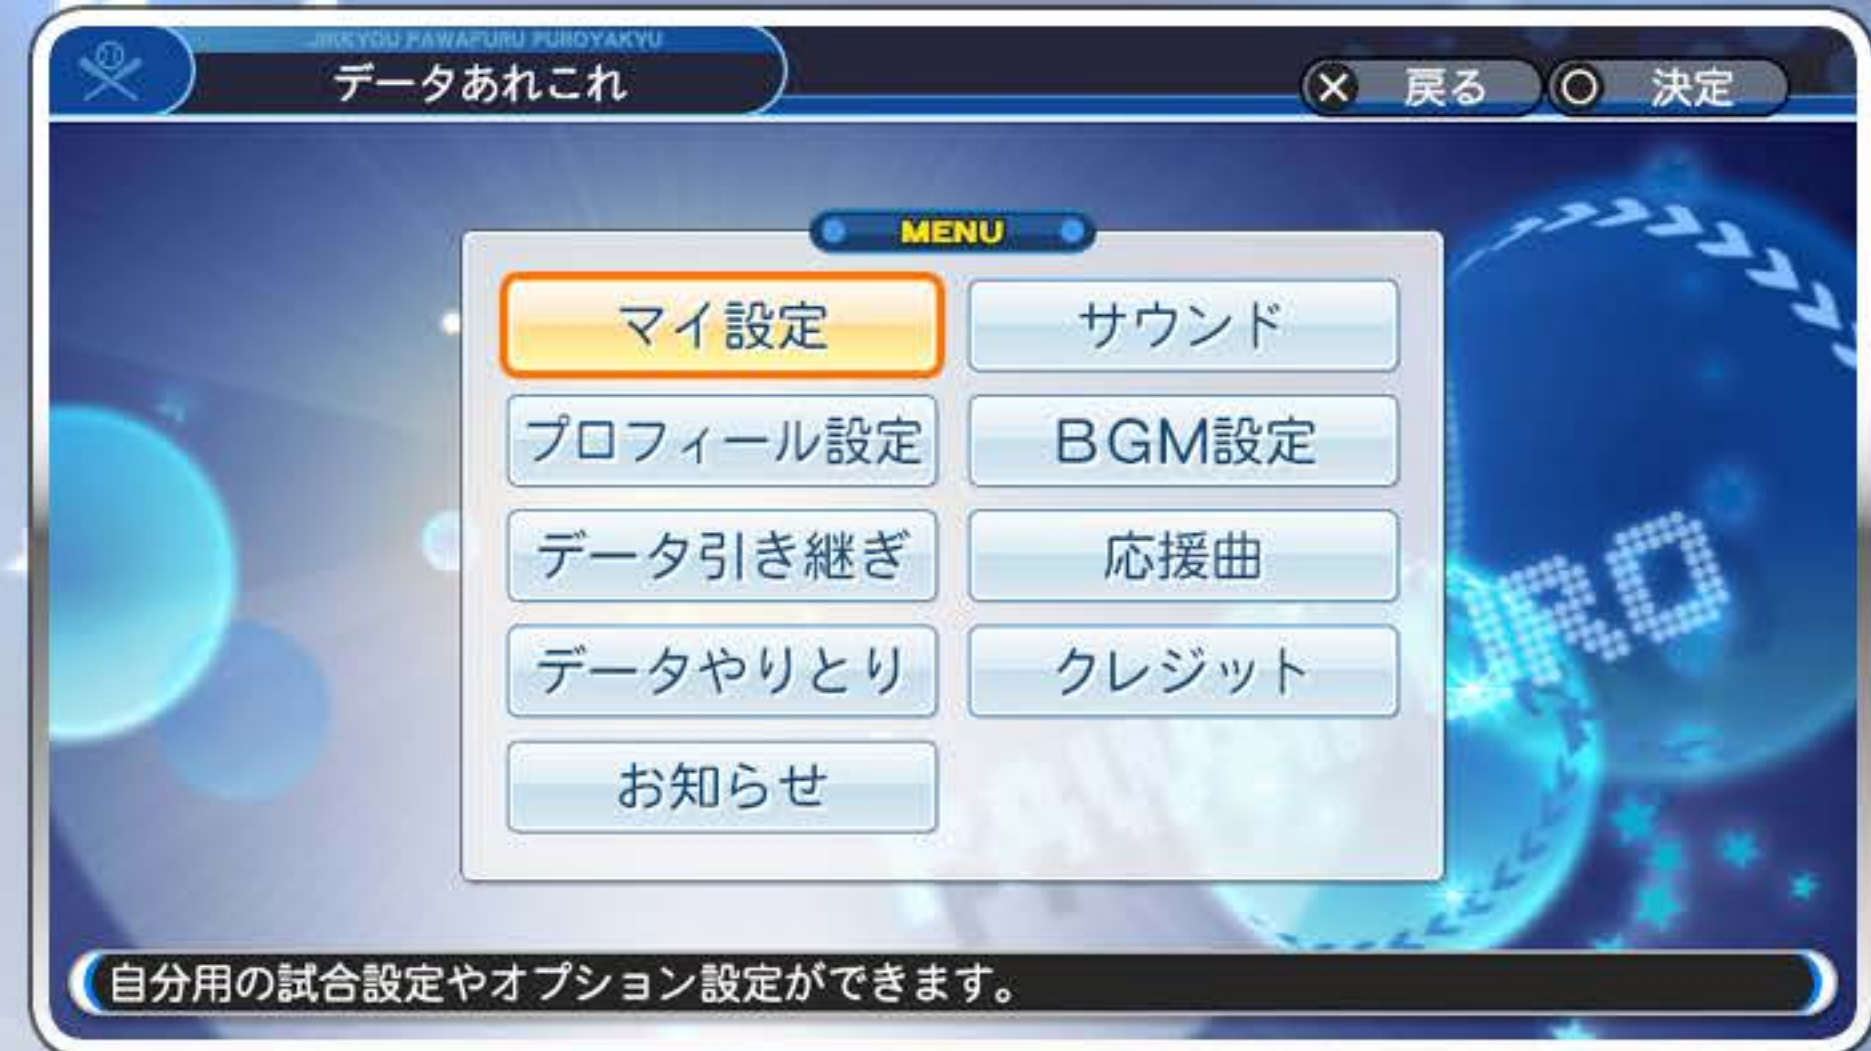 JIKKYOU PAWAFURU PUROYAKYU
データあれこれ
× 戻る ○ 決定
MENU
マイ設定 サウンド
プロフィール設定 BGM設定
データ引き継ぎ 応援曲
データやりとり クレジット
お知らせ
自分用の試合設定やオプション設定ができます。